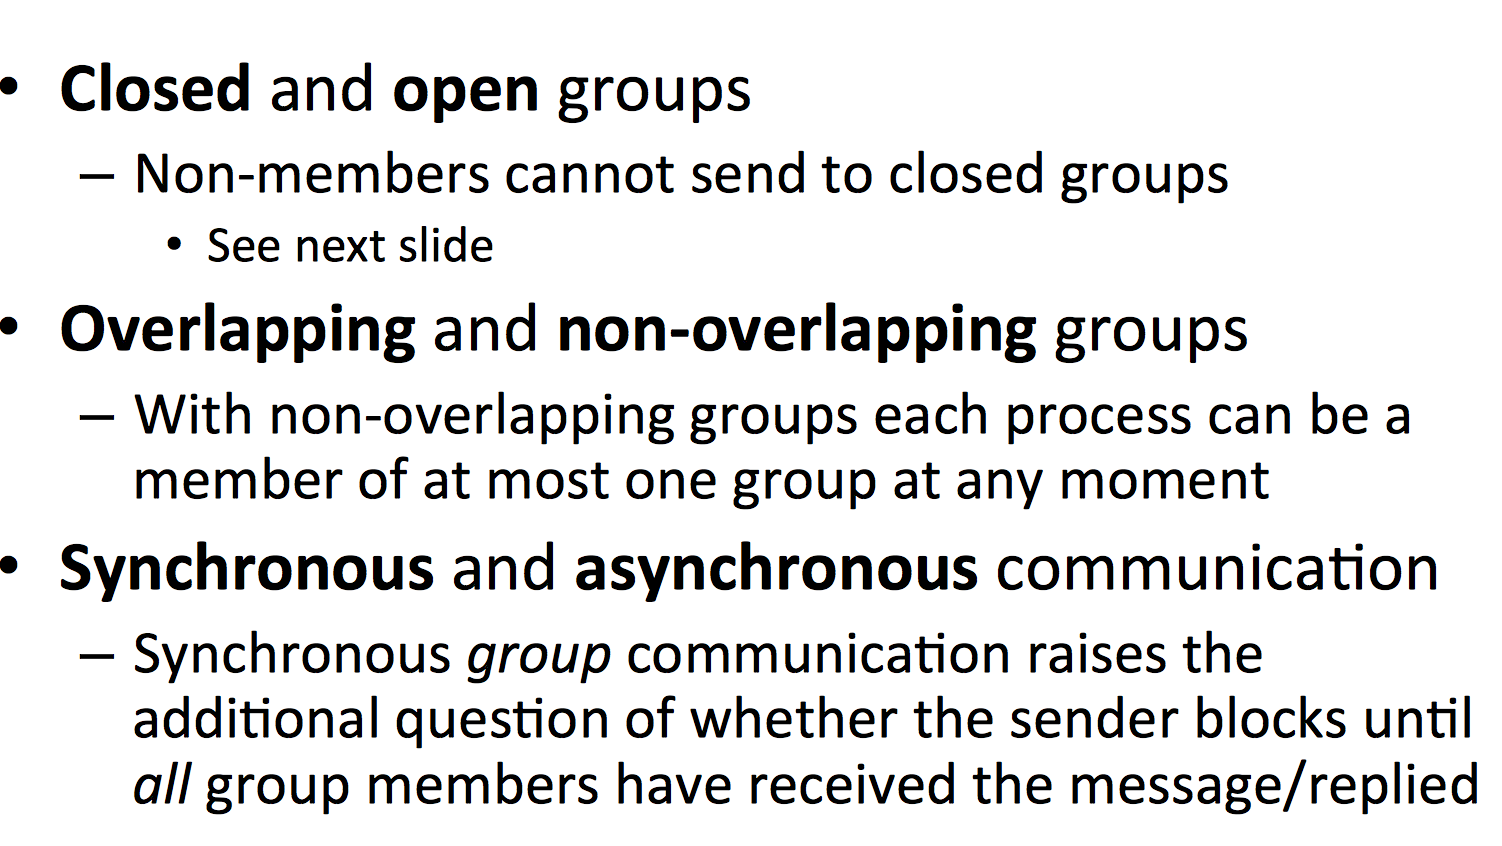 • Closed and open groups
– Non-members cannot send to closed groups
• See next slide
• Overlapping and non-overlapping groups
– With non-overlapping groups each process can be a
member of at most one group at any moment
• Synchronous and asynchronous communication
– Synchronous group communication raises the
additional question of whether the sender blocks until
all group members have received the message/replied